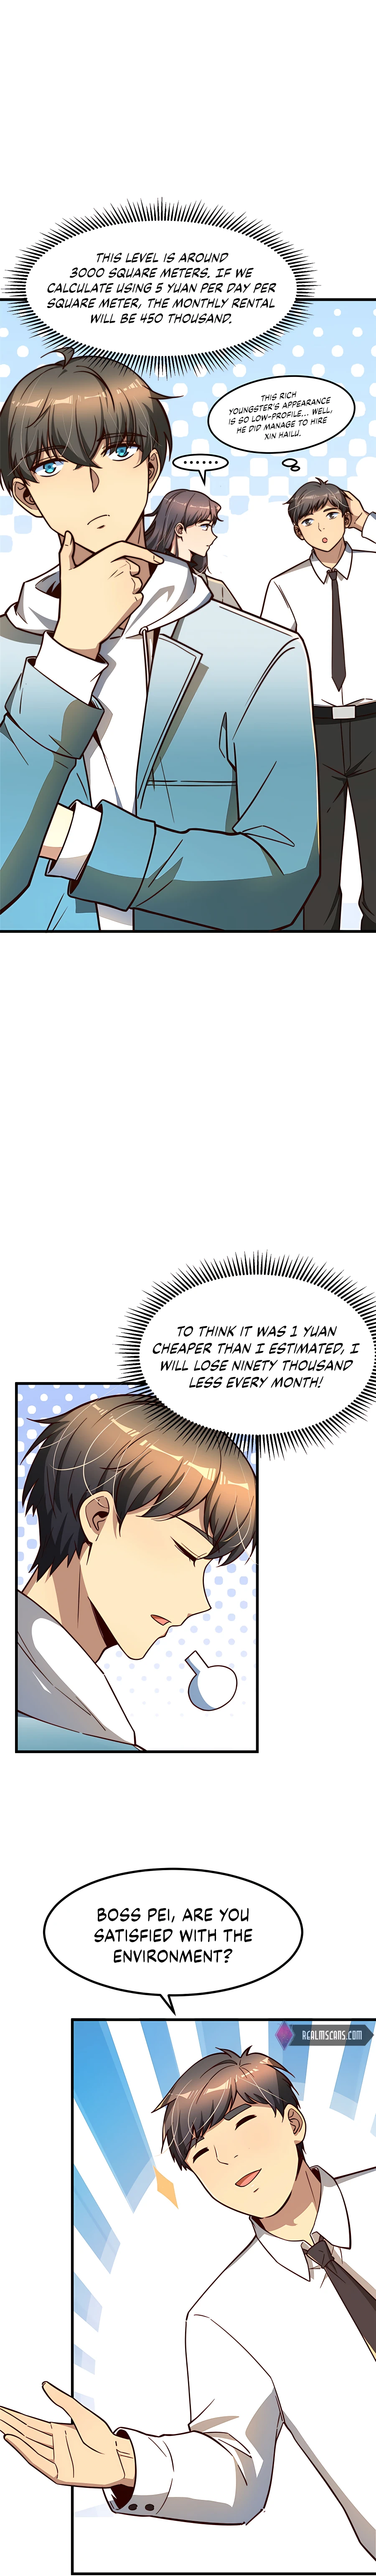 THIS LEVEL IS AROUND
3000 SQUARE METERS. IF WE
CALCULATE USING 5 YUAN PER DAY PER
SQUARE METER, THE MONTHLY RENTAL
WILL BE 450 THOUSAND.
THIS RICH
YOUNGSTER'S APPEARANCE
IS SO LOW-PROFILE... WELL,
HE DID MANAGE TO HIRE
XIN HAILU.
......
TO THINK IT WAS 1 YUAN
CHEAPER THAN I ESTIMATED, I
WILL LOSE NINETY THOUSAND
LESS EVERY MONTH!
BOSS PEI, ARE YOU
SATISFIED WITH THE
ENVIRONMENT?
REALMSCANS.COM